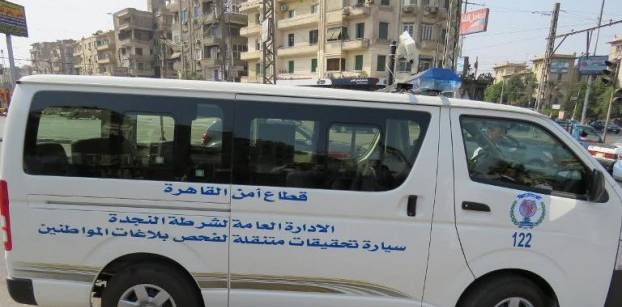 قطاع أمن القاهرة
الادارة العامة لشرطة النجدة
سيارة تحقيقات متنقلة لفحص بلاغات المواطنين
122